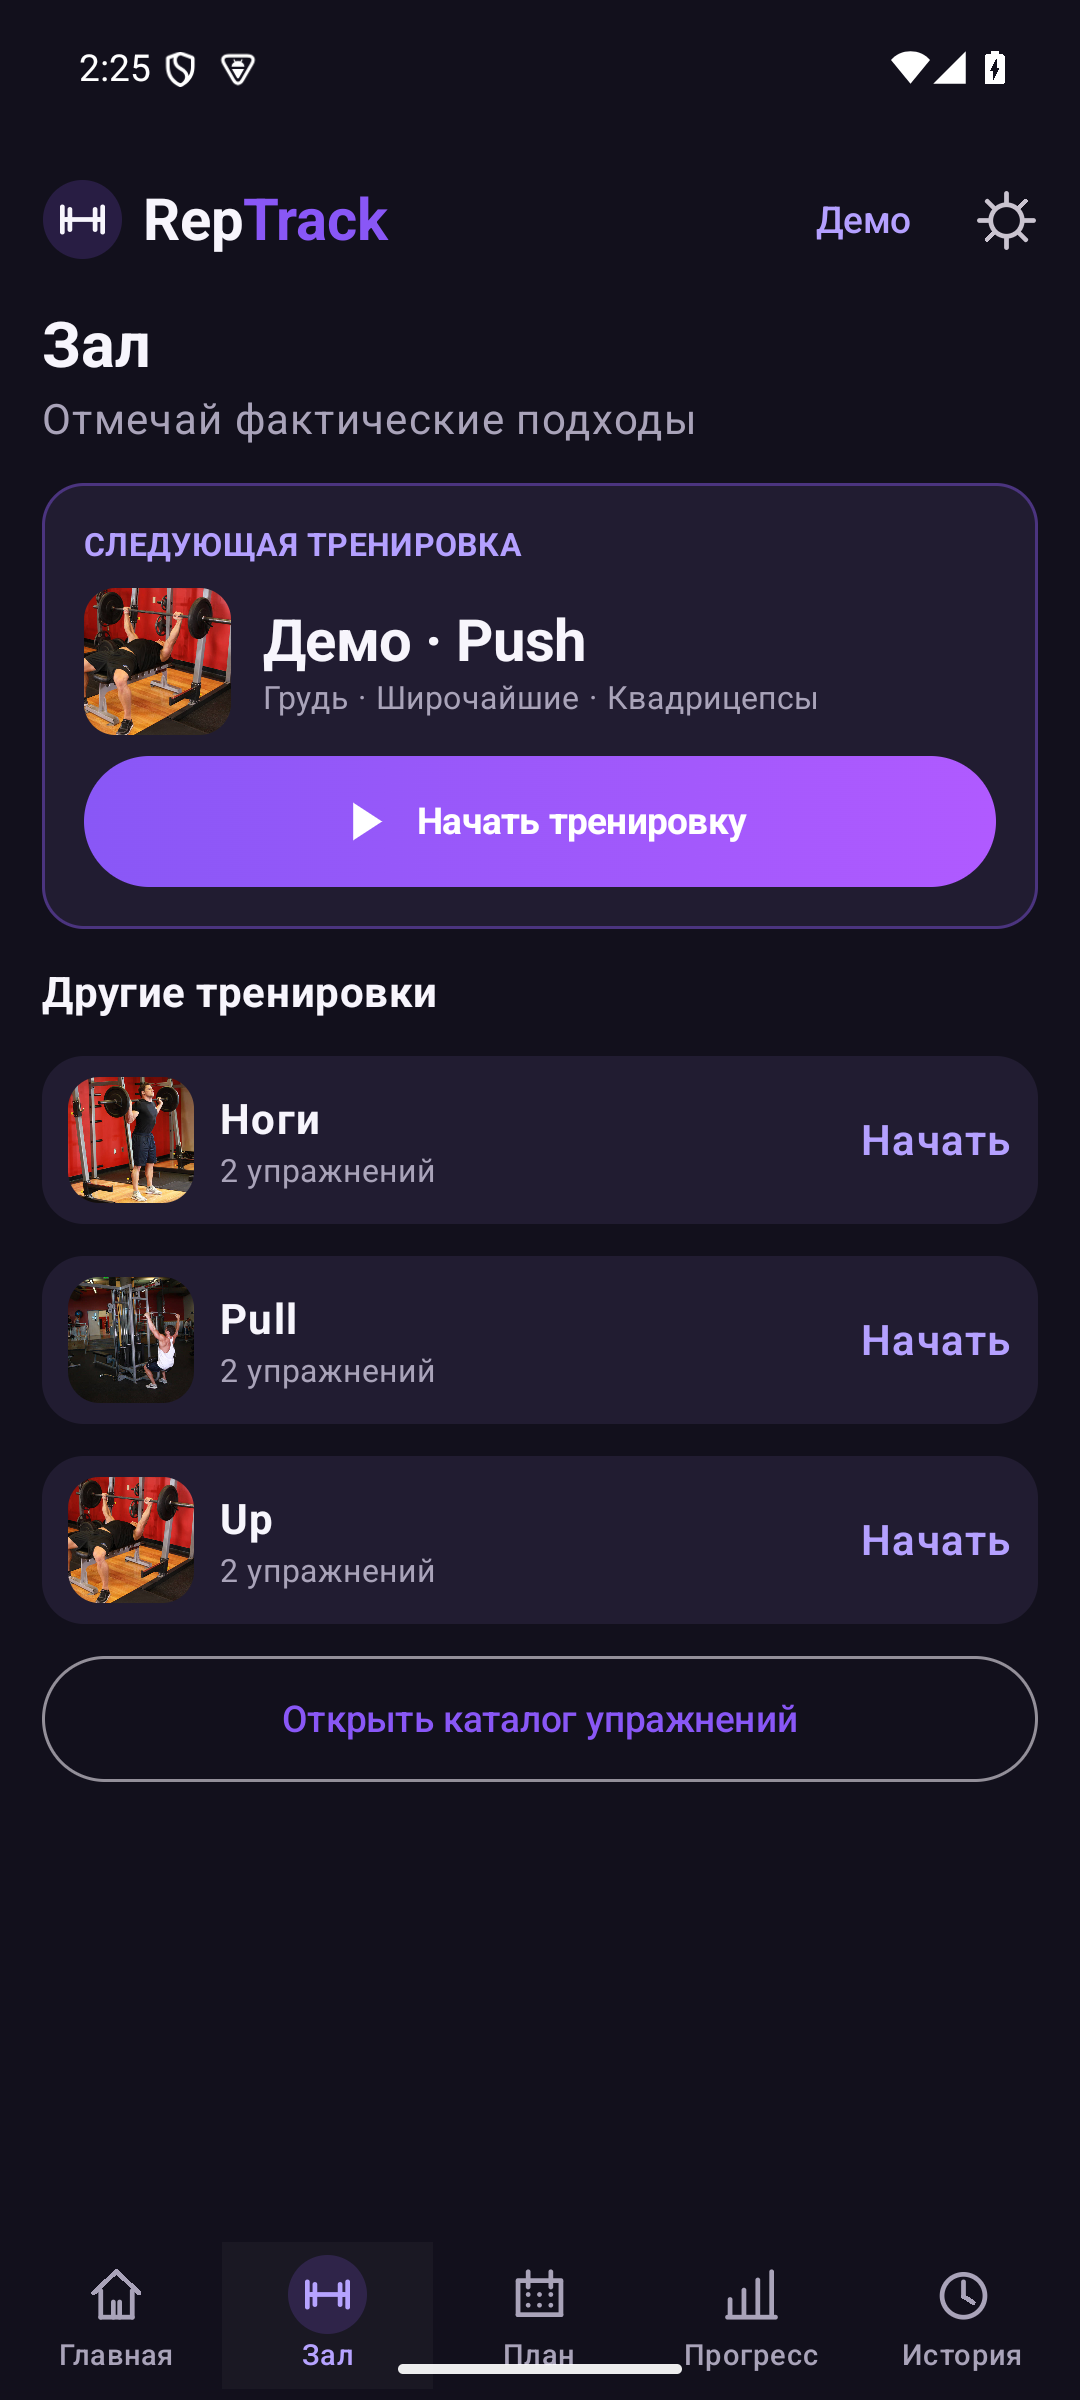 2:25
RepTrack
Демо
Зал
Отмечай фактические подходы
СЛЕДУЮЩАЯ ТРЕНИРОВКА
Демо · Push
Грудь · Широчайшие · Квадрицепсы
Начать тренировку
Другие тренировки
Ноги
2 упражнений
Начать
Pull
2 упражнений
Начать
Up
2 упражнений
Начать
Открыть каталог упражнений
Главная
Зал
План
Прогресс
История